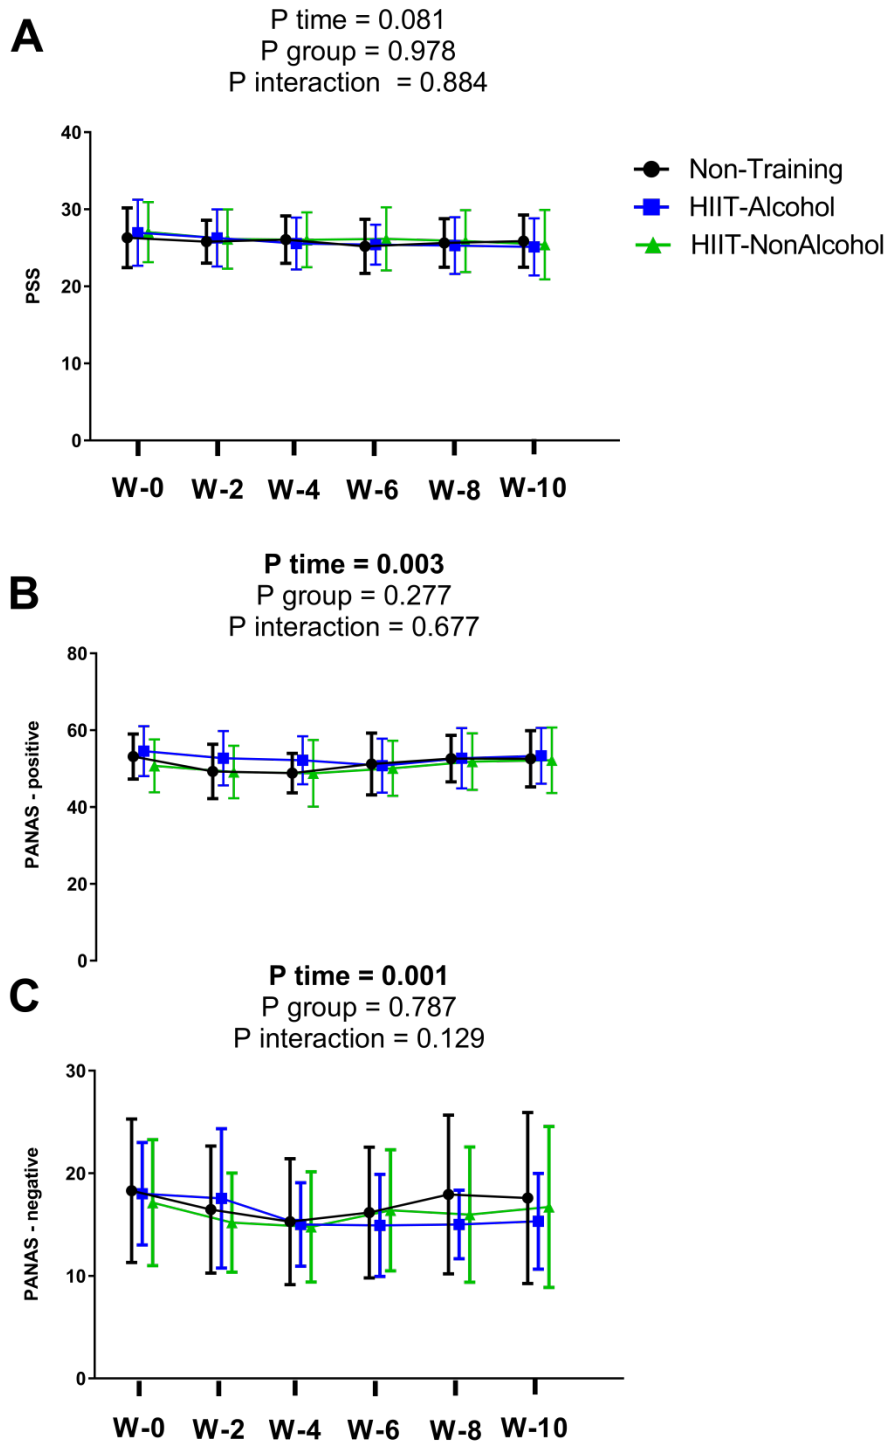 A
P time = 0.081
P group = 0.978
P interaction = 0.884
40
30
20
10
0
PSS
Non-Training
HIIT-Alcohol
HIIT-NonAlcohol
W-0 W-2 W-4 W-6 W-8 W-10
B
P time = 0.003
P group = 0.277
P interaction = 0.677
80
60
40
20
0
PANAS - positive
C
P time = 0.001
P group = 0.787
P interaction = 0.129
30
20
10
0
PANAS - negative
W-0 W-2 W-4 W-6 W-8 W-10